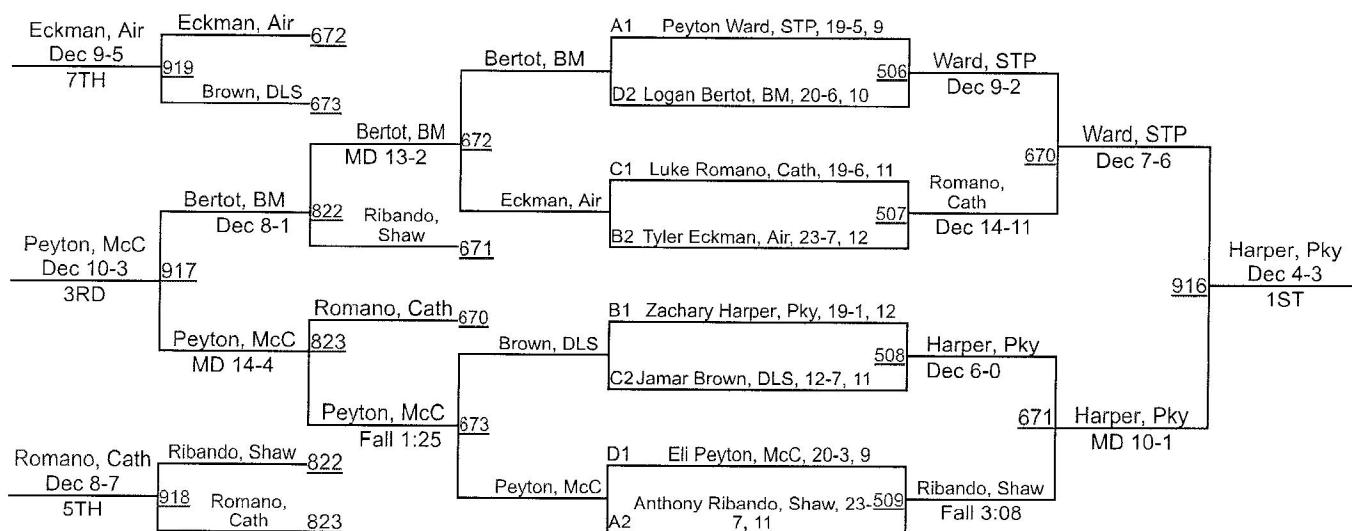 Eckman, Air
Dec 9-5
7TH
919
Eckman, Air
672
Brown, DLS
673
Peyton, McC
Dec 10-3
3RD
917
Bertot, BM
Dec 8-1
822
Bertot, BM
MD 13-2
672
Ribando,
Shaw
671
Bertot, BM
Eckman, Air
Peyton, McC
MD 14-4
823
Romano, Cath
670
Peyton, McC
Fall 1:25
673
Brown, DLS
Peyton, McC
Romano, Cath
Dec 8-7
5TH
918
Ribando, Shaw
822
Romano,
Cath
823
A1 Peyton Ward, STP, 19-5, 9
506
D2 Logan Bertot, BM, 20-6, 10
C1 Luke Romano, Cath, 19-6, 11
507
B2 Tyler Eckman, Air, 23-7, 12
B1 Zachary Harper, Pky, 19-1, 12
508
C2 Jamar Brown, DLS, 12-7, 11
D1 Eli Peyton, McC, 20-3, 9
509
A2 Anthony Ribando, Shaw, 23-
7, 11
Ward, STP
Dec 9-2
670
Romano,
Cath
Dec 14-11
Harper, Pky
Dec 6-0
671
Ribando, Shaw
Fall 3:08
Ward, STP
Dec 7-6
916
Harper, Pky
MD 10-1
Harper, Pky
Dec 4-3
1ST